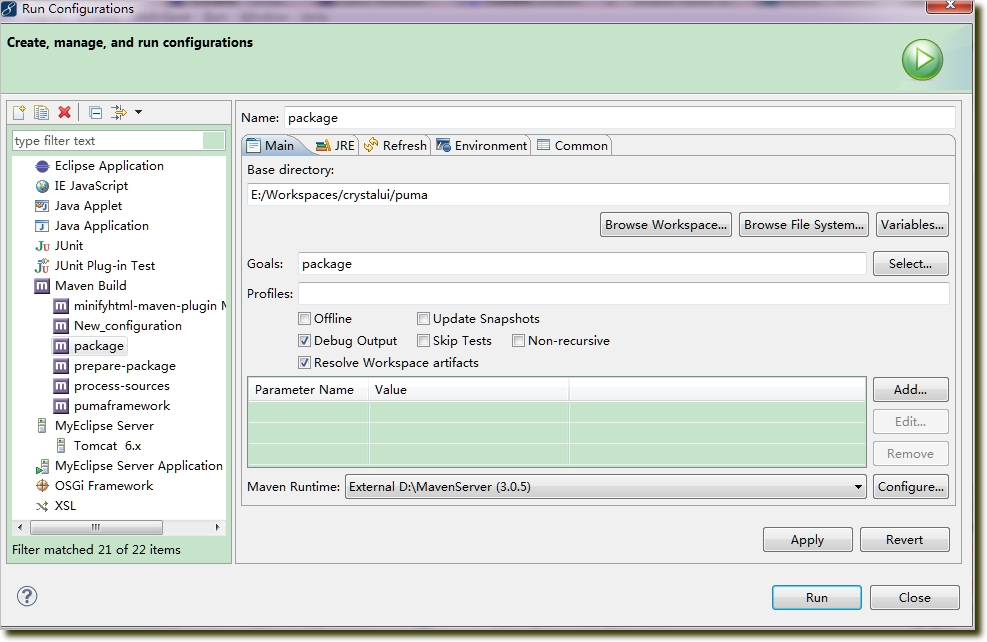 Run Configurations
Create, manage, and run configurations
type filter text
Eclipse Application
IE JavaScript
Java Applet
Java Application
JUnit
JUnit Plug-in Test
Maven Build
minifyhtml-maven-plugin
New_configuration
package
prepare-package
process-sources
pumaframework
MyEclipse Server
Tomcat 6.x
MyEclipse Server Application
OSGi Framework
XSL
Filter matched 21 of 22 items
Name: package
Main JRE Refresh Environment Common
Base directory:
E:/Workspaces/crystalui/puma
Browse Workspace... Browse File System... Variables...
Goals: package Select...
Profiles:
Offline Update Snapshots
Debug Output Skip Tests Non-recursive
Resolve Workspace artifacts
Parameter Name Value Add...
Edit...
Remove
Maven Runtime: External D:\MavenServer (3.0.5) Configure...
Apply Revert
Run Close